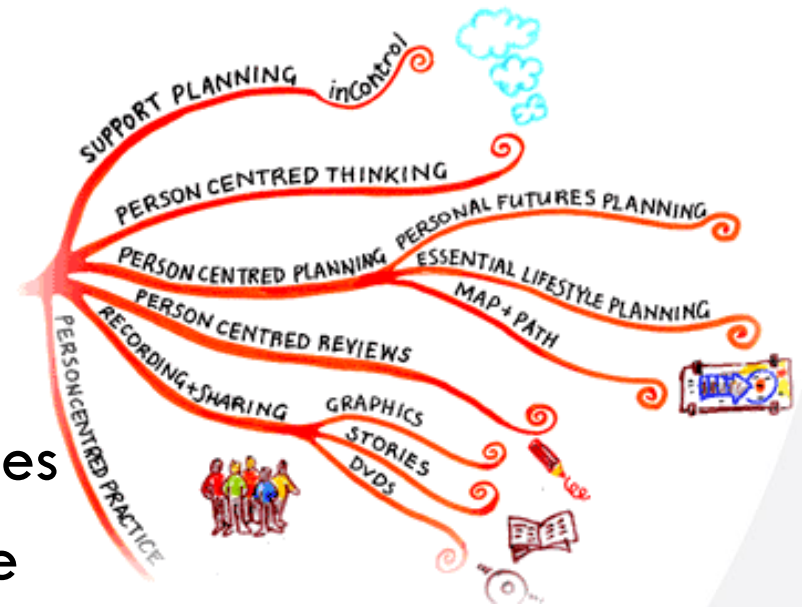 SUPPORT PLANNING
inControl
PERSON CENTRED THINKING
PERSON CENTRED PLANNING
PERSONAL FUTURES PLANNING
ESSENTIAL LIFESTYLE PLANNING
MAP + PATH
PERSON CENTRED REVIEWS
RECORDING+SHARING
GRAPHICS
STORIES
DVDS
PERSON CENTRED PRACTICE
es
e